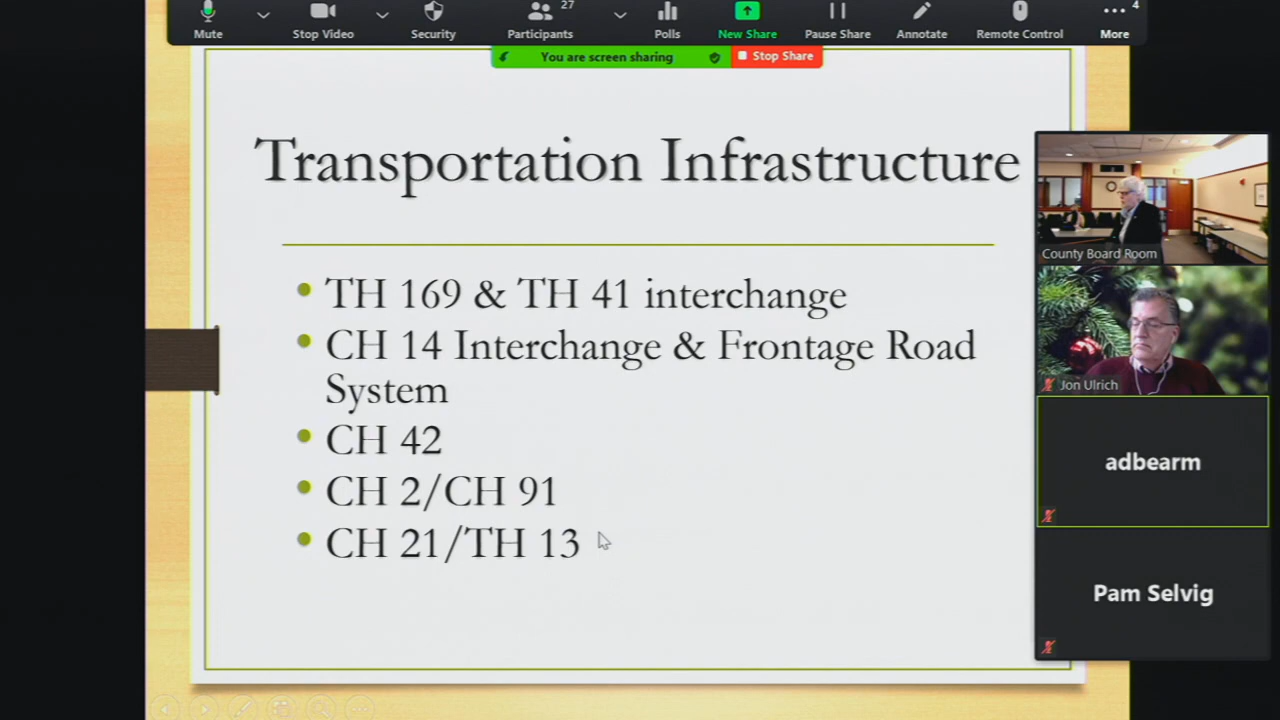 27
4
Mute
Stop Video
Security
Participants
Polls
New Share
Pause Share
Annotate
Remote Control
More
You are screen sharing
Stop Share
Transportation Infrastructure
• TH 169 & TH 41 interchange
• CH 14 Interchange & Frontage Road
System
• CH 42
• CH 2/CH 91
• CH 21/TH 13
County Board Room
Jon Ulrich
adbearm
Pam Selvig